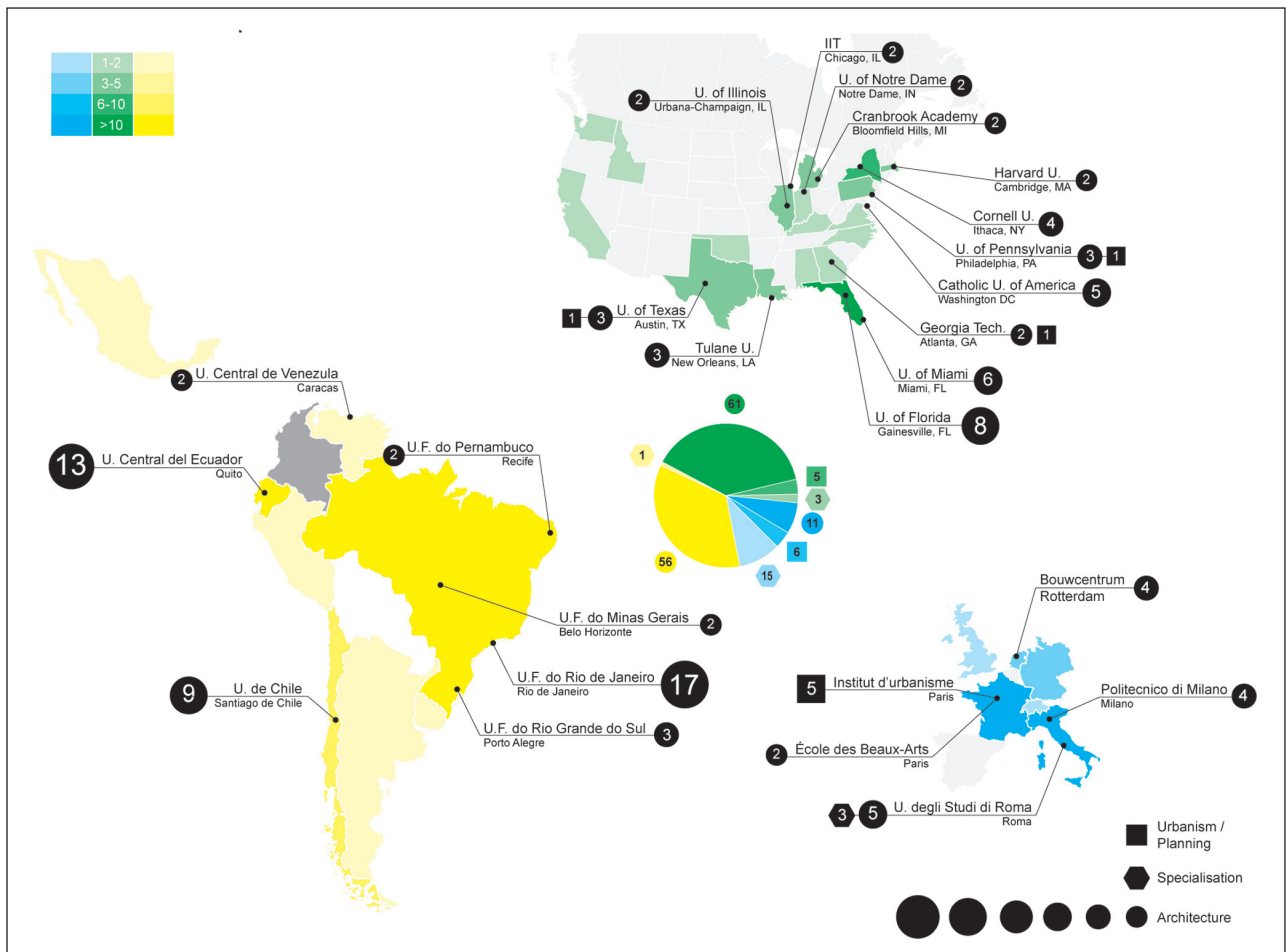 1-2
3-5
6-10
>10
IIT
Chicago, IL
2
U. of Notre Dame
Notre Dame, IN
2
2
U. of Illinois
Urbana-Champaign, IL
Cranbrook Academy
Bloomfield Hills, MI
2
Harvard U.
Cambridge, MA
2
Cornell U.
Ithaca, NY
4
U. of Pennsylvania
Philadelphia, PA
3
1
Catholic U. of America
Washington DC
5
1
3
U. of Texas
Austin, TX
Georgia Tech.
Atlanta, GA
2
1
3
Tulane U.
New Orleans, LA
U. of Miami
Miami, FL
6
U. of Florida
Gainesville, FL
8
2
U. Central de Venezula
Caracas
13
U. Central del Ecuador
Quito
2
U.F. do Pernambuco
Recife
U.F. do Minas Gerais
Belo Horizonte
2
U.F. do Rio de Janeiro
Rio de Janeiro
17
9
U. de Chile
Santiago de Chile
U.F. do Rio Grande do Sul
Porto Alegre
3
61
1
5
3
11
6
56
15
Bouwcentrum
Rotterdam
4
5
Institut d'urbanisme
Paris
Politecnico di Milano
Milano
4
2
École des Beaux-Arts
Paris
3
5
U. degli Studi di Roma
Roma
Urbanism /
Planning
Specialisation
Architecture